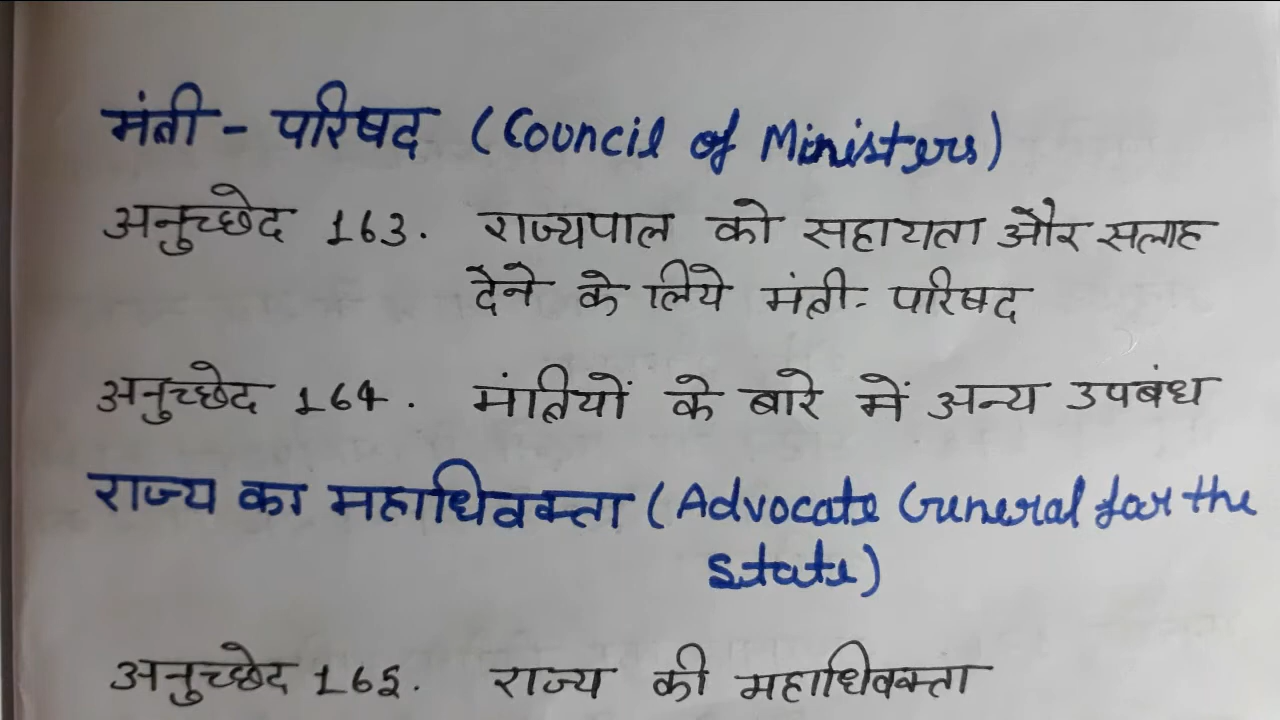 मंत्री - परिषद (Council of Ministers)
अनुच्छेद 163. राज्यपाल को सहायता और सलाह
देने के लिये मंत्री- परिषद
अनुच्छेद 164. मंत्रियों के बारे में अन्य उपबंध
राज्य का महाधिवक्ता (Advocate General for the
State)
अनुच्छेद 165. राज्य की महाधिवक्ता